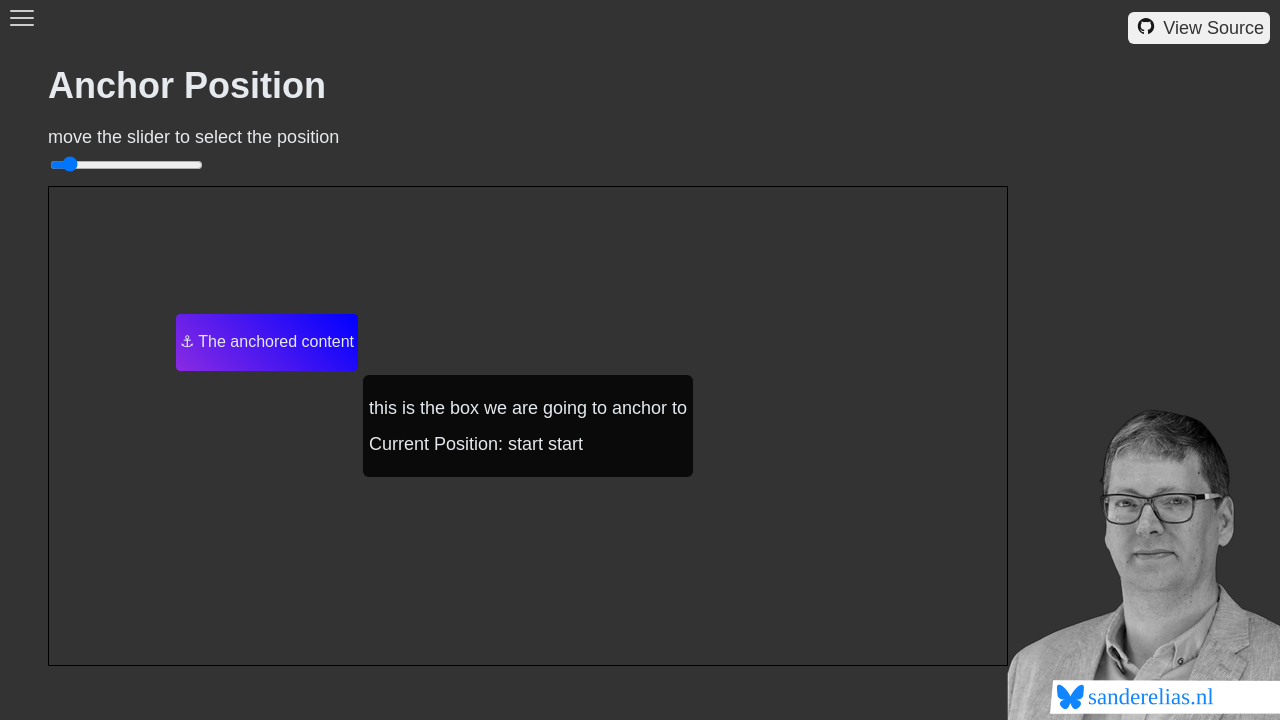 View Source
Anchor Position
move the slider to select the position
⚓ The anchored content
this is the box we are going to anchor to
Current Position: start start
sanderelias.nl